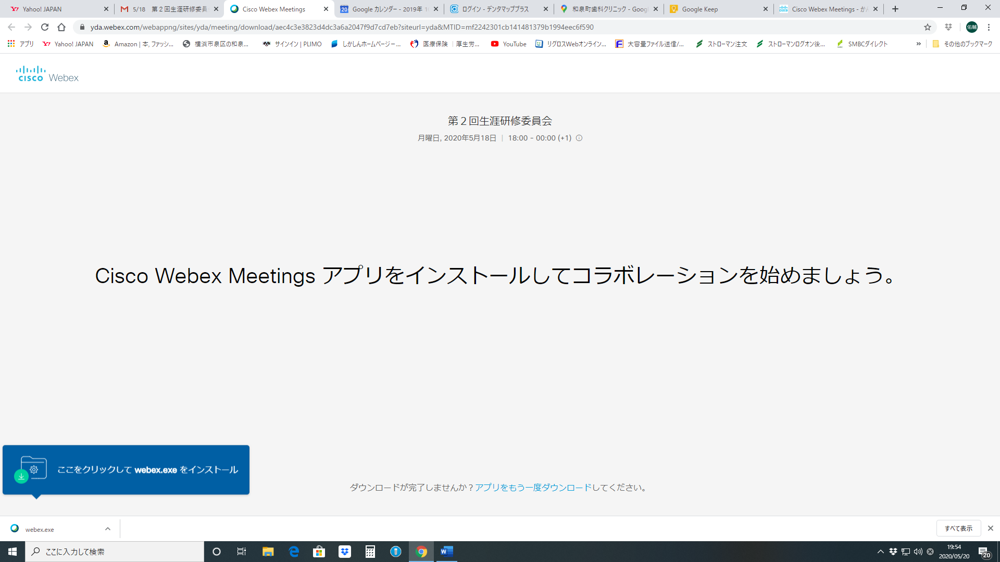 Yahoo! JAPAN
5/18 第２回生涯研修委員
Cisco Webex Meetings
Google カレンダー - 2019年 1
ログイン - デンタマッププラス
和泉町歯科クリニック - Goog
Google Keep
Cisco Webex Meetings - か
yda.webex.com/webappng/sites/yda/meeting/download/aec4c3e3823d4dc3a6a2047f9d7cd7eb?siteurl=yda&MTID=mf2242301cb141481379b1994eec6f590
佑輔
アプリ
Yahoo! JAPAN
Amazon | 本, ファッシ...
横浜市泉区の和泉...
サインイン | PLIMO
しかしんホームページー...
医療保険 | 厚生労...
YouTube
リグロスWebオンライン...
大容量ファイル送信/...
ストローマン注文
ストローマンログオン後...
SMBCダイレクト
»
その他のブックマーク
cisco Webex
第２回生涯研修委員会
月曜日, 2020年5月18日 | 18:00 - 00:00 (+1)
Cisco Webex Meetings アプリをインストールしてコラボレーションを始めましょう。
ここをクリックして webex.exe をインストール
ダウンロードが完了しませんか？アプリをもう一度ダウンロードしてください。
webex.exe
すべて表示
ここに入力して検索
19:54
2020/05/20
20